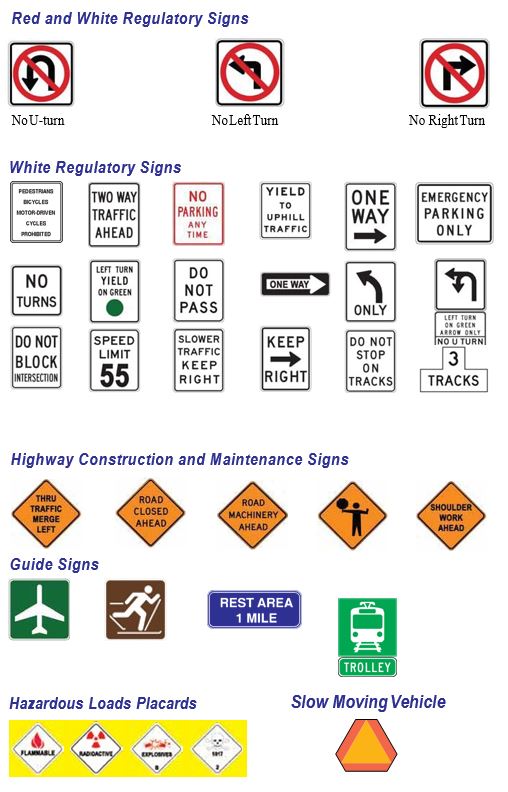 Red and White Regulatory Signs
No U-turn
No Left Turn
No Right Turn
White Regulatory Signs
PEDESTRIANS
BICYCLES
MOTOR-DRIVEN
CYCLES
PROHIBITED
TWO WAY
TRAFFIC
AHEAD
NO
PARKING
ANY
TIME
YIELD
TO
UPHILL
TRAFFIC
ONE
WAY
EMERGENCY
PARKING
ONLY
NO
TURNS
LEFT TURN
YIELD
ON GREEN
DO
NOT
PASS
ONE WAY
ONLY
LEFT TURN
ON GREEN
ARROW ONLY
NO U TURN
DO NOT
BLOCK
INTERSECTION
SPEED
LIMIT
55
SLOWER
TRAFFIC
KEEP
RIGHT
KEEP
RIGHT
DO NOT
STOP
ON
TRACKS
3
TRACKS
Highway Construction and Maintenance Signs
THRU
TRAFFIC
MERGE
LEFT
ROAD
CLOSED
AHEAD
ROAD
MACHINERY
AHEAD
SHOULDER
WORK
AHEAD
Guide Signs
REST AREA
1 MILE
TROLLEY
Hazardous Loads Placards
Slow Moving Vehicle
FLAMMABLE
RADIOACTIVE
EXPLOSIVES
B
1917
2